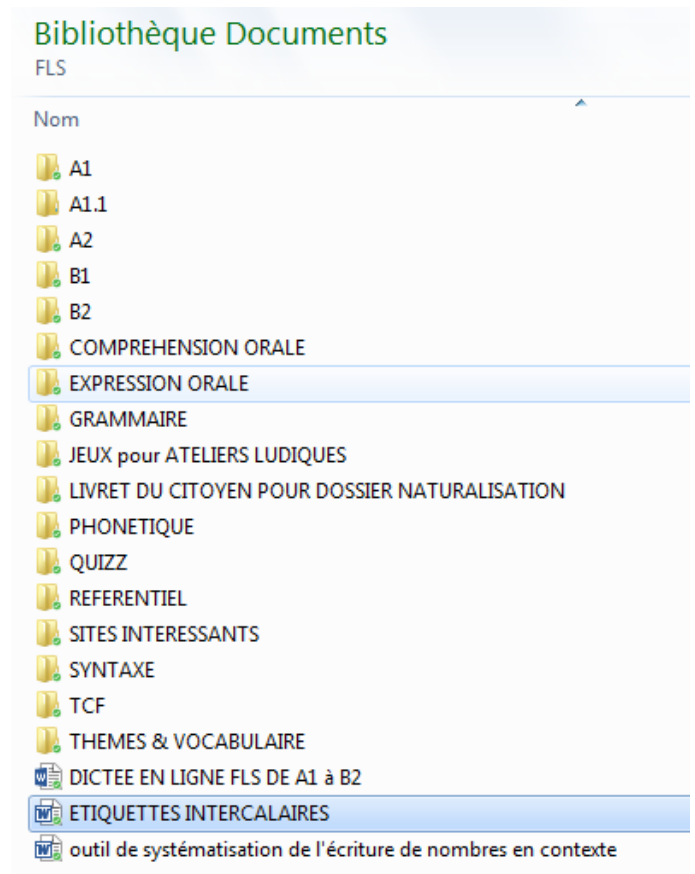 Bibliothèque Documents
FLS
Nom
A1
A1.1
A2
B1
B2
COMPREHENSION ORALE
EXPRESSION ORALE
GRAMMAIRE
JEUX pour ATELIERS LUDIQUES
LIVRET DU CITOYEN POUR DOSSIER NATURALISATION
PHONETIQUE
QUIZZ
REFERENTIEL
SITES INTERESSANTS
SYNTAXE
TCF
THEMES & VOCABULAIRE
DICTEE EN LIGNE FLS DE A1 à B2
ETIQUETTES INTERCALAIRES
outil de systématisation de l'écriture de nombres en contexte